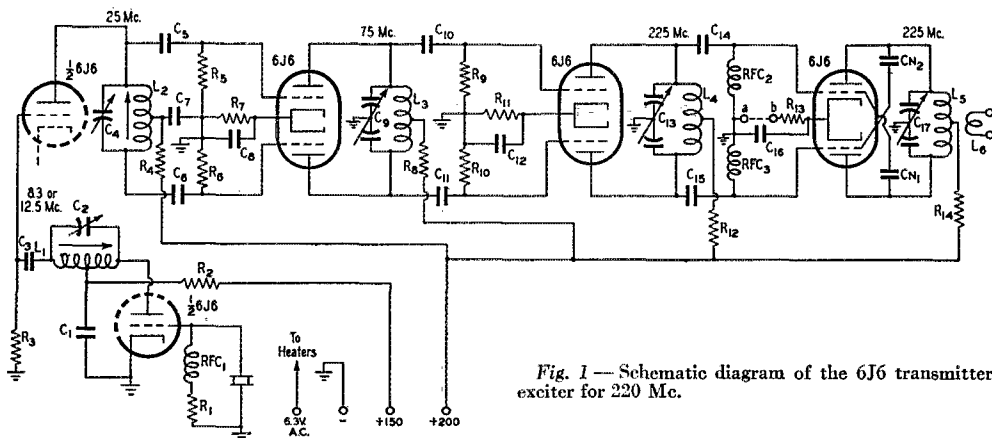 25 Mc.
75 Mc.
225 Mc.
225 Mc.
½ 6J6
C4
L2
C5
R5
C7
R7
C8
R4
R6
C6
6J6
L3
C9
R8
C10
C11
R9
R11
C12
R10
6J6
L4
C13
C14
C15
R12
RFC2
a
b
R13
C16
RFC3
6J6
CN2
CN1
C17
L5
L6
R14
8.3 or
12.5 Mc.
C2
C3
L1
R2
R3
C1
½ 6J6
RFC1
R1
To
Heaters
6.3V.
A.C.
-
+150
+200
Fig. 1 — Schematic diagram of the 6J6 transmitter
exciter for 220 Mc.